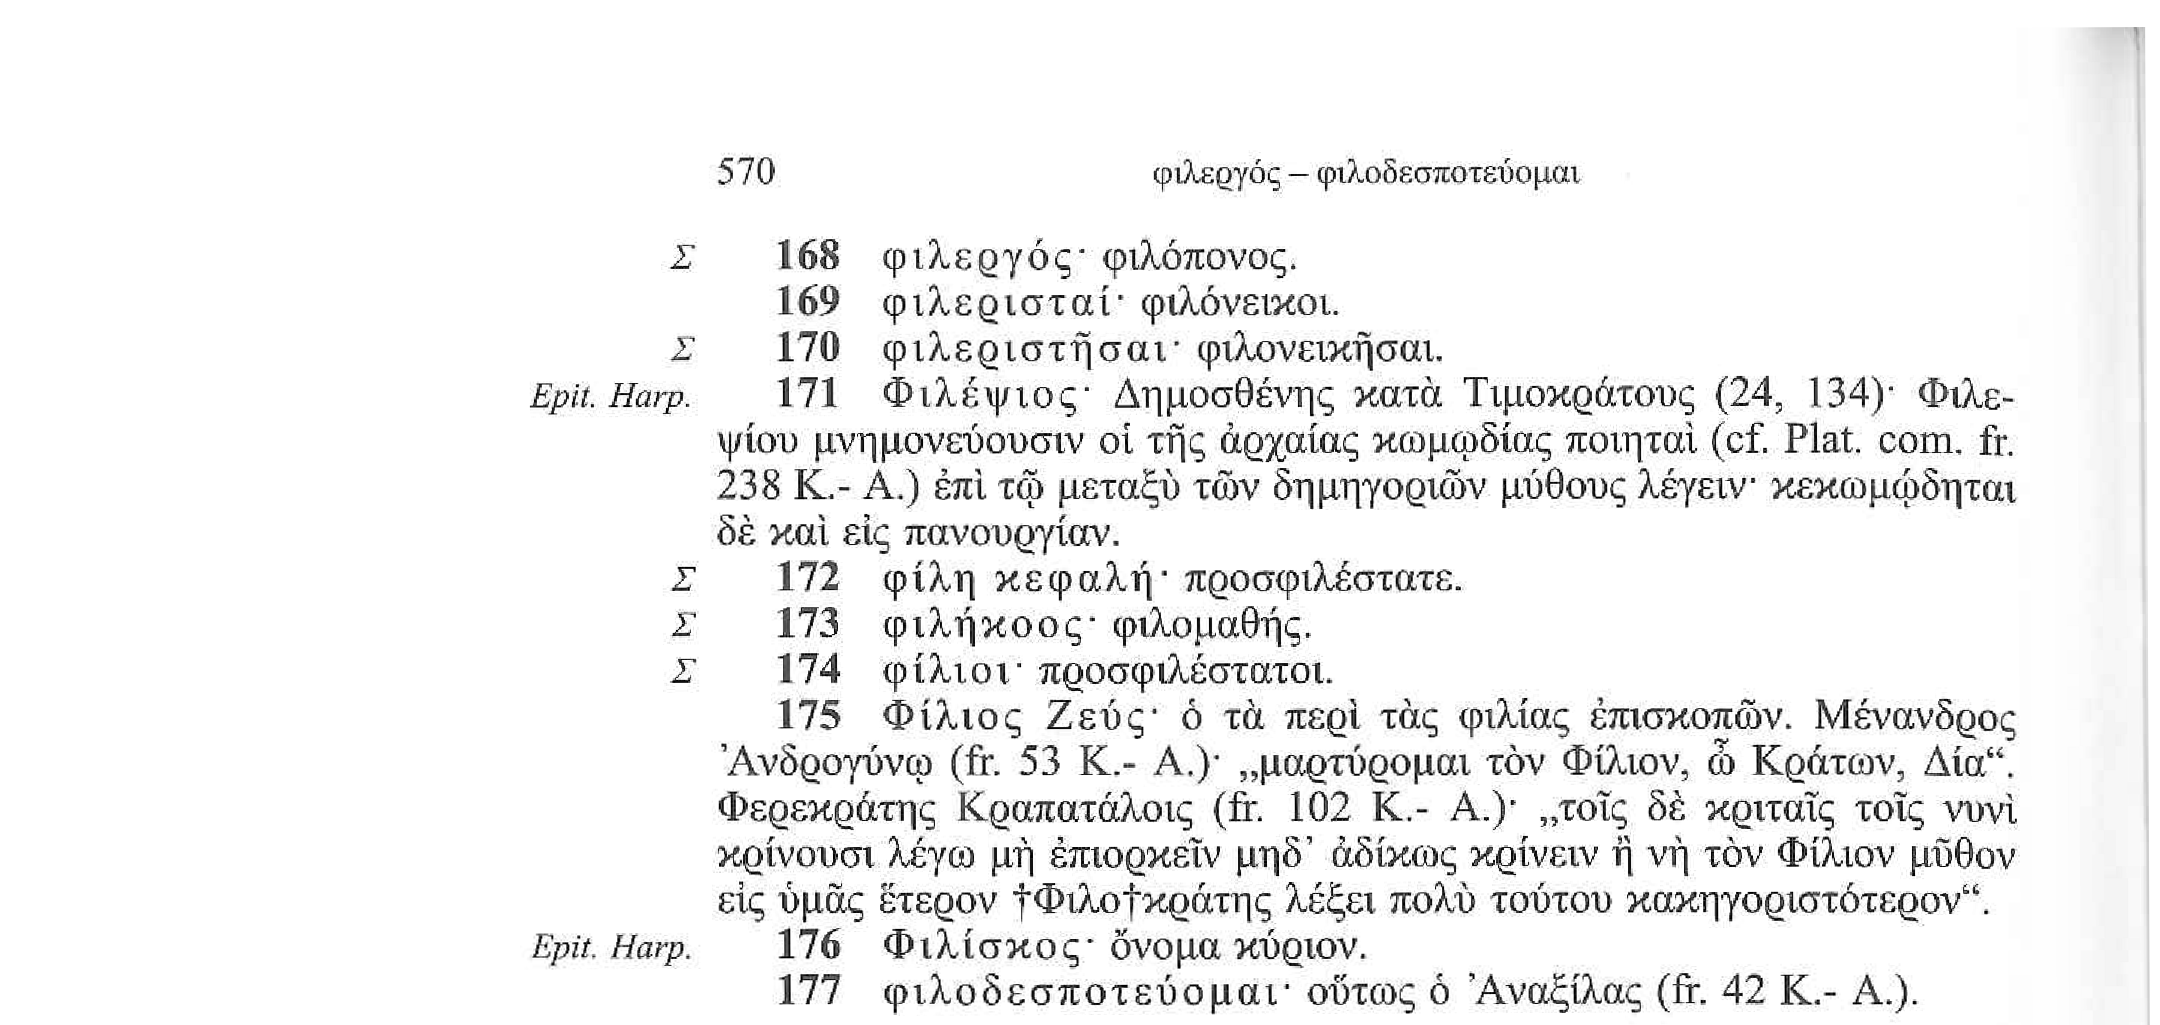 570 φιλεργός – φιλοδεσποτεύομαι
Σ 168 φιλεργός· φιλόπονος.
169 φιλερισταί· φιλόνεικοι.
Σ 170 φιλεριστῆσαι· φιλονεικῆσαι.
Epit. Harp. 171 Φιλέψιος· Δημοσθένης κατὰ Τιμοκράτους (24, 134)· Φιλε-
ψίου μνημονεύουσιν οἱ τῆς ἀρχαίας κωμῳδίας ποιηταὶ (cf. Plat. com. fr.
238 K.- A.) ἐπὶ τῷ μεταξὺ τῶν δημηγοριῶν μύθους λέγειν· κεκωμῴδηται
δὲ καὶ εἰς πανουργίαν.
Σ 172 φίλη κεφαλή· προσφιλέστατε.
Σ 173 φιλήκοος· φιλομαθής.
Σ 174 φίλιοι· προσφιλέστατοι.
175 Φίλιος Ζεύς· ὁ τὰ περὶ τὰς φιλίας ἐπισκοπῶν. Μένανδρος
Ἀνδρογύνῳ (fr. 53 K.- A.)· „μαρτύρομαι τὸν Φίλιον, ὦ Κράτων, Δία“.
Φερεκράτης Κραπατάλοις (fr. 102 K.- A.)· „τοῖς δὲ κριταῖς τοῖς νυνὶ
κρίνουσι λέγω μὴ ἐπιορκεῖν μηδ’ ἀδίκως κρίνειν ἢ νὴ τὸν Φίλιον μῦθον
εἰς ὑμᾶς ἕτερον †Φιλο†κράτης λέξει πολὺ τούτου κακηγοριστότερον“.
Epit. Harp. 176 Φιλίσκος· ὄνομα κύριον.
177 φιλοδεσποτεύομαι· οὕτως ὁ Ἀναξίλας (fr. 42 K.- A.).